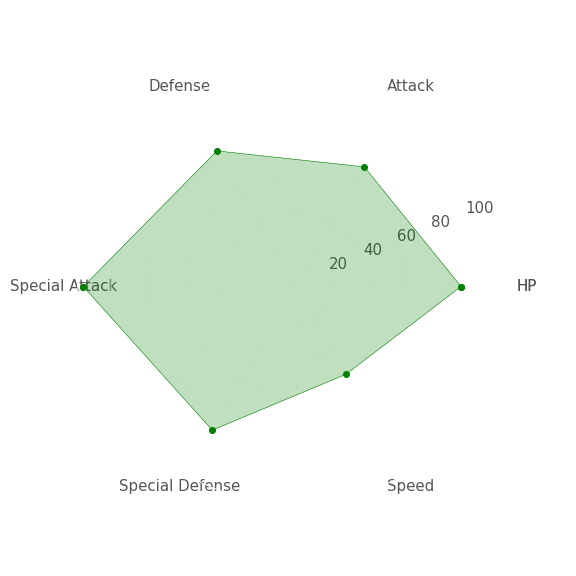 Defense
Attack
100
80
60
40
20
Special Attack
HP
Special Defense
Speed